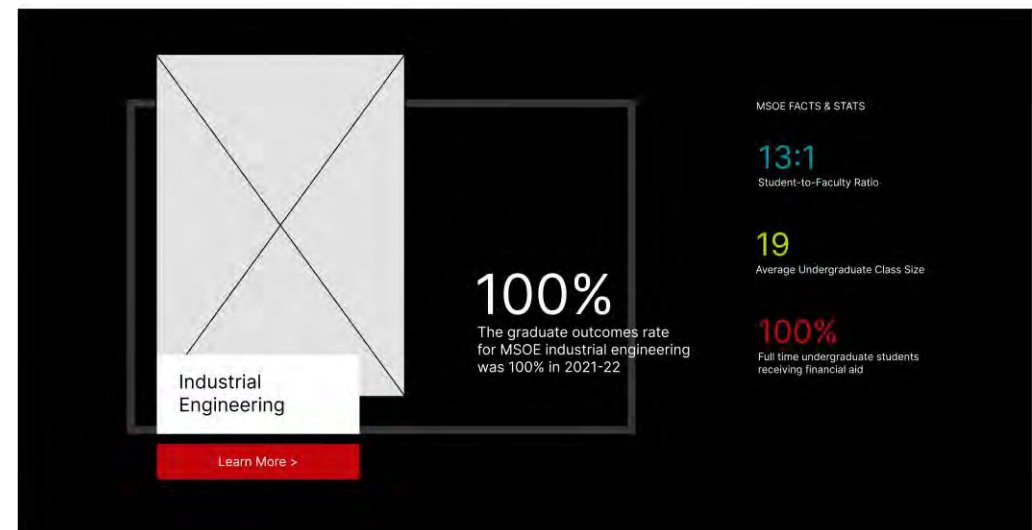 Industrial
Engineering
Learn More >
100%
The graduate outcomes rate
for MSOE industrial engineering
was 100% in 2021-22
MSOE FACTS & STATS
13:1
Student-to-Faculty Ratio
19
Average Undergraduate Class Size
100%
Full time undergraduate students
receiving financial aid